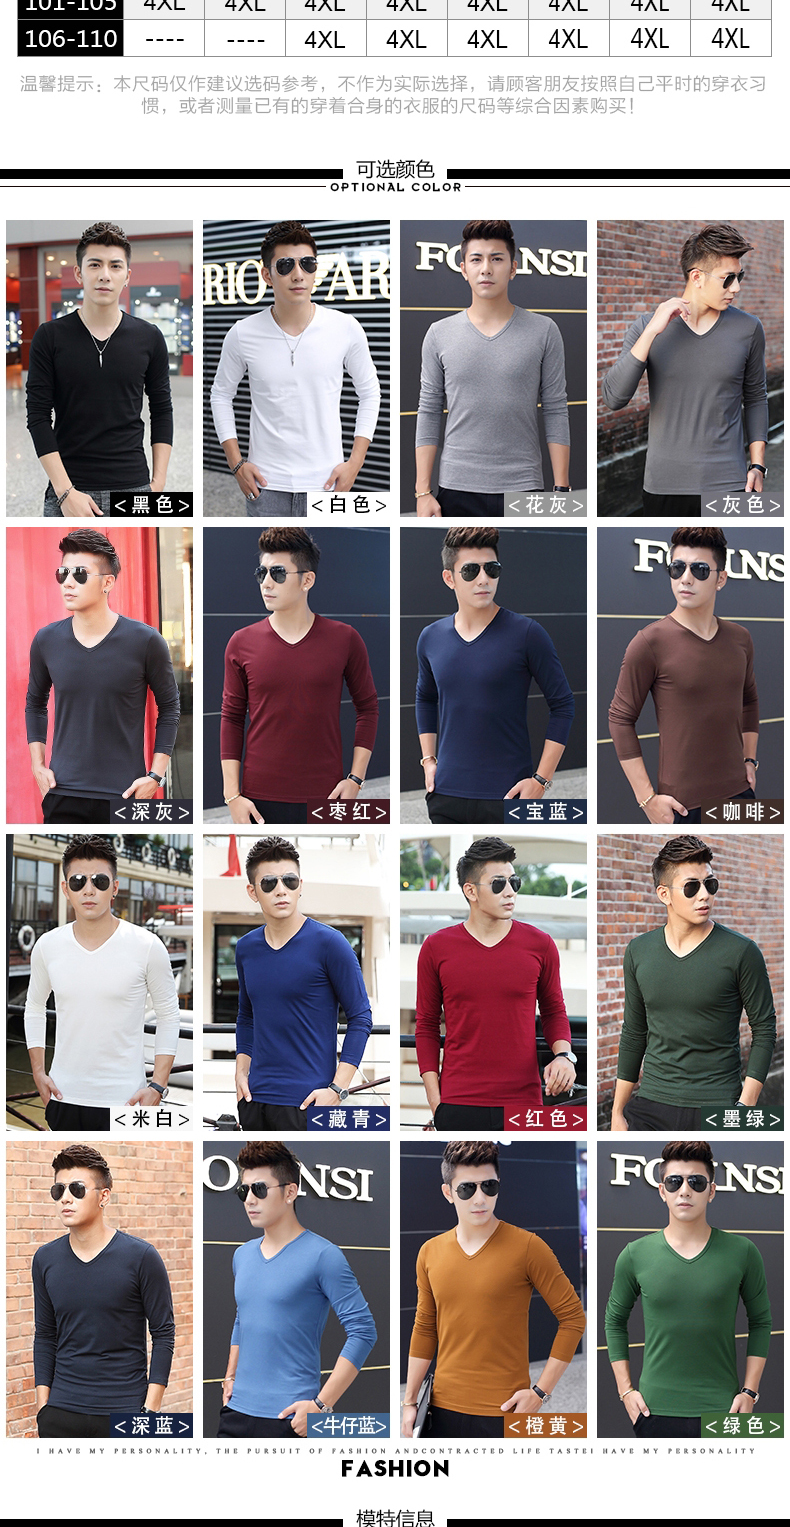 101-105 4XL 4XL 4XL 4XL 4XL 4XL 4XL 4XL
106-110 ---- ---- 4XL 4XL 4XL 4XL 4XL 4XL
温馨提示：本尺码仅作建议选码参考，不作为实际选择，请顾客朋友按照自己平时的穿衣习
惯，或者测量已有的穿着合身的衣服的尺码等综合因素购买！
可选颜色
OPTIONAL COLOR
<黑色>
<白色>
<花灰>
<灰色>
<深灰>
<枣红>
<宝蓝>
<咖啡>
<米白>
<藏青>
<红色>
<墨绿>
<深蓝>
<牛仔蓝>
<橙黄>
<绿色>
I HAVE MY PERSONALITY, THE PURSUIT OF FASHION ANDCONTRACTED LIFE TASTEI HAVE MY PERSONALITY
FASHION
模特信息